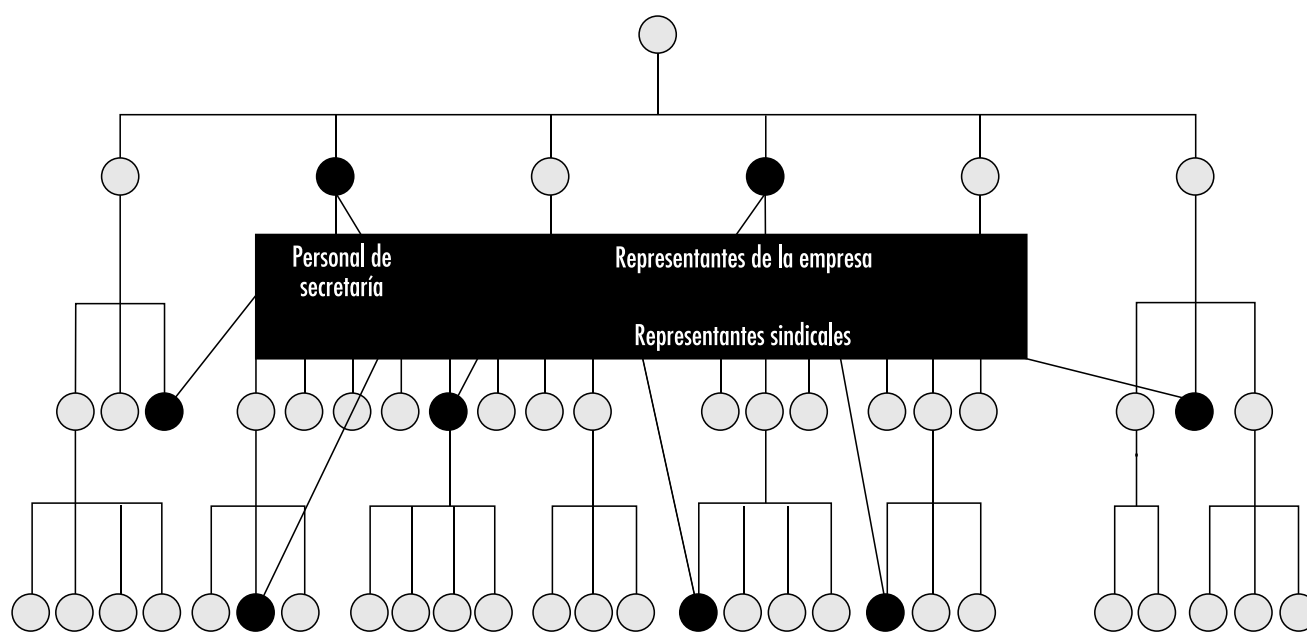 Personal de
secretaría
Representantes de la empresa
Representantes sindicales